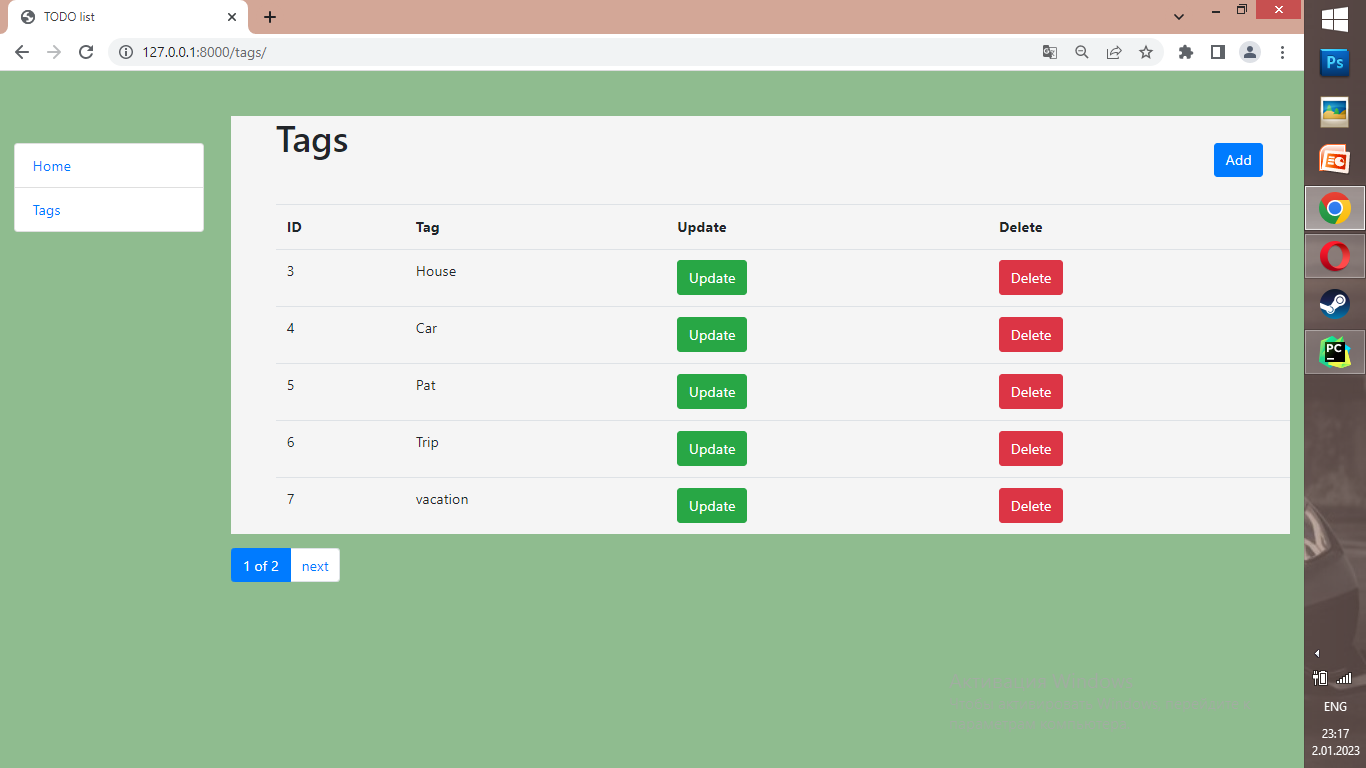 TODO list
127.0.0.1:8000/tags/
Home
Tags
Tags
Add
ID Tag Update Delete
3 House Update Delete
4 Car Update Delete
5 Pat Update Delete
6 Trip Update Delete
7 vacation Update Delete
1 of 2 next
Ps
PC
ENG
23:17
2.01.2023